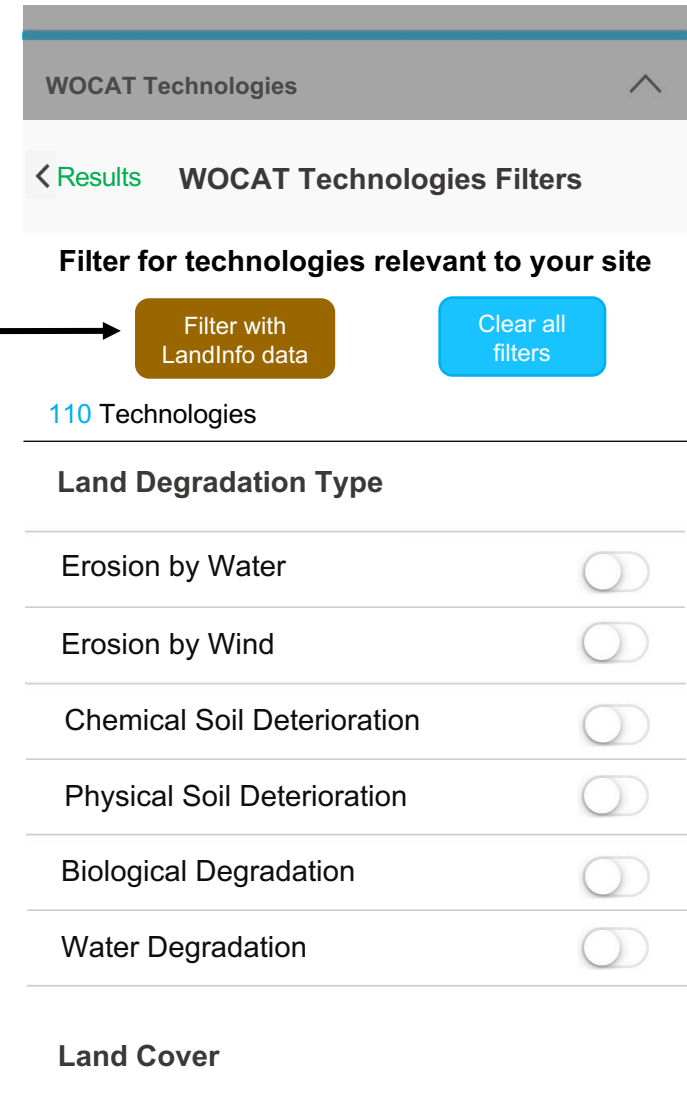 WOCAT Technologies
Results WOCAT Technologies Filters
Filter for technologies relevant to your site
Filter with
LandInfo data
Clear all
filters
110 Technologies
Land Degradation Type
Erosion by Water
Erosion by Wind
Chemical Soil Deterioration
Physical Soil Deterioration
Biological Degradation
Water Degradation
Land Cover